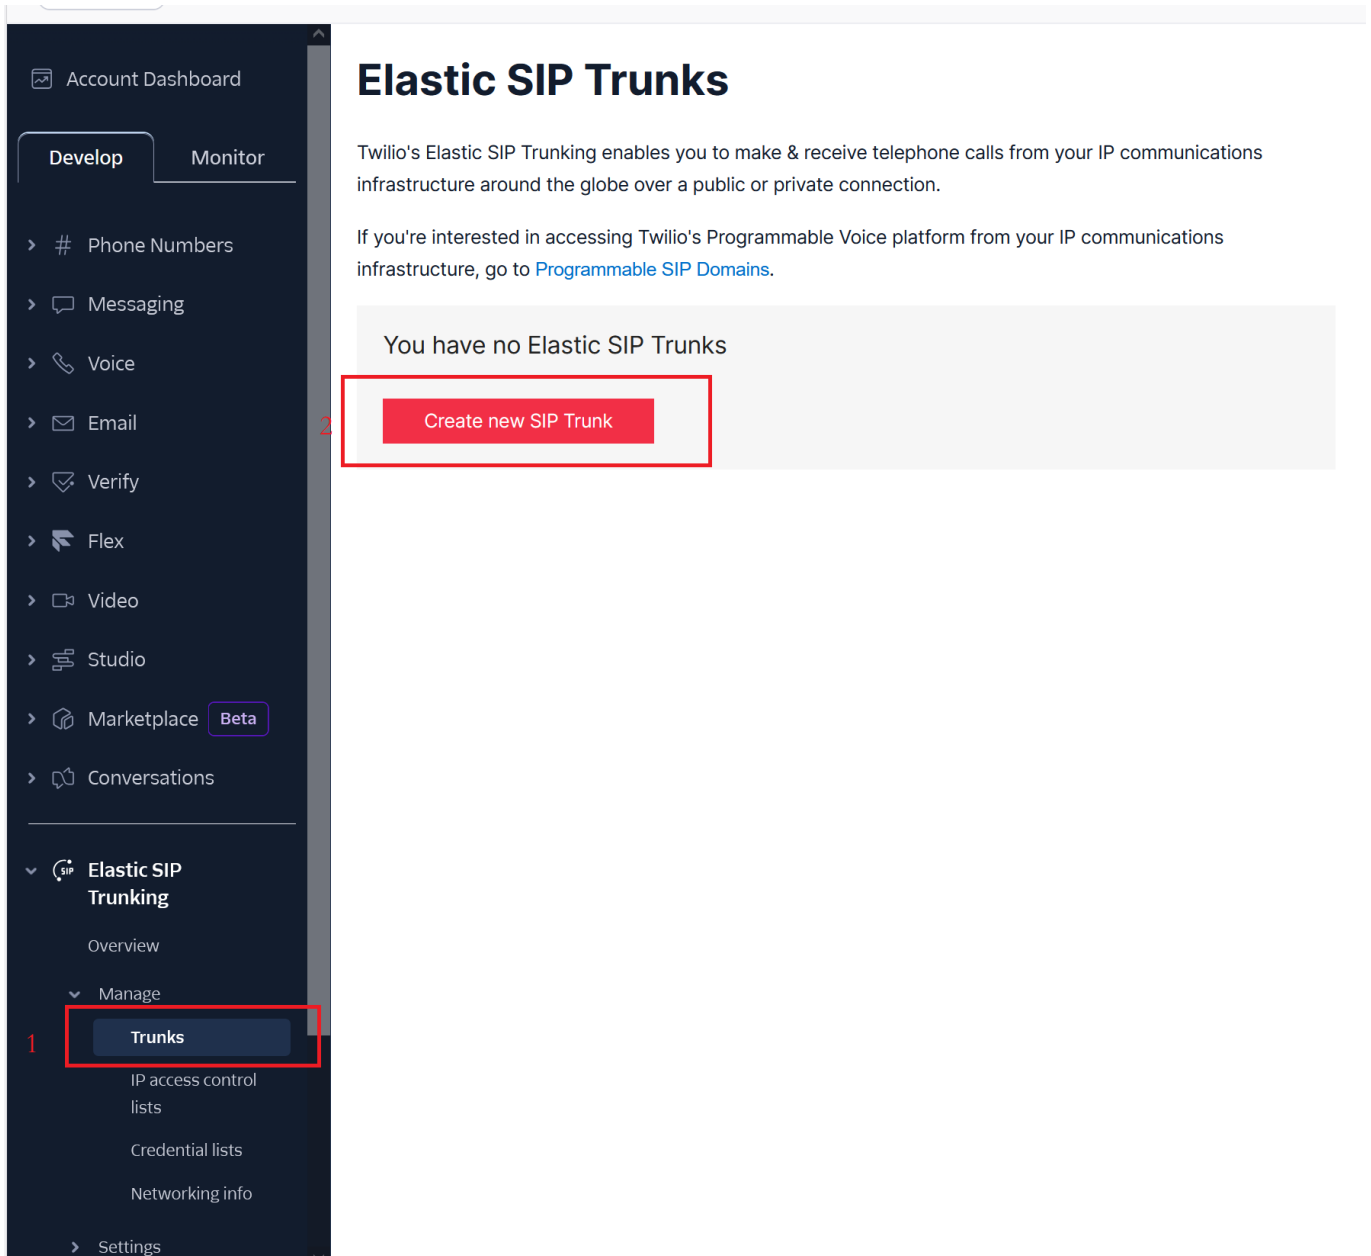 Account Dashboard
Develop
Monitor
# Phone Numbers
Messaging
Voice
Email
Verify
Flex
Video
Studio
Marketplace Beta
Conversations
SIP
Elastic SIP
Trunking
Overview
Manage
1
Trunks
IP access control
lists
Credential lists
Networking info
Settings
Elastic SIP Trunks
Twilio's Elastic SIP Trunking enables you to make & receive telephone calls from your IP communications
infrastructure around the globe over a public or private connection.
If you're interested in accessing Twilio's Programmable Voice platform from your IP communications
infrastructure, go to Programmable SIP Domains.
You have no Elastic SIP Trunks
2
Create new SIP Trunk